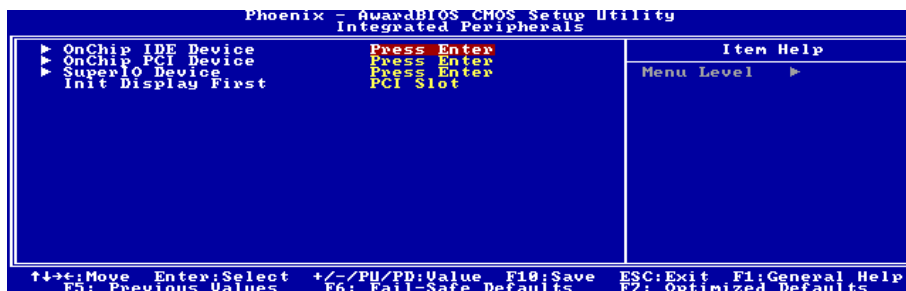 Phoenix - AwardBIOS CMOS Setup Utility
Integrated Peripherals
► OnChip IDE Device Press Enter
► OnChip PCI Device Press Enter
► SuperIO Device Press Enter
Init Display First PCI Slot
Item Help
Menu Level ►
↑↓→←:Move Enter:Select +/-/PU/PD:Value F10:Save ESC:Exit F1:General Help
F5: Previous Values F6: Fail-Safe Defaults F7: Optimized Defaults